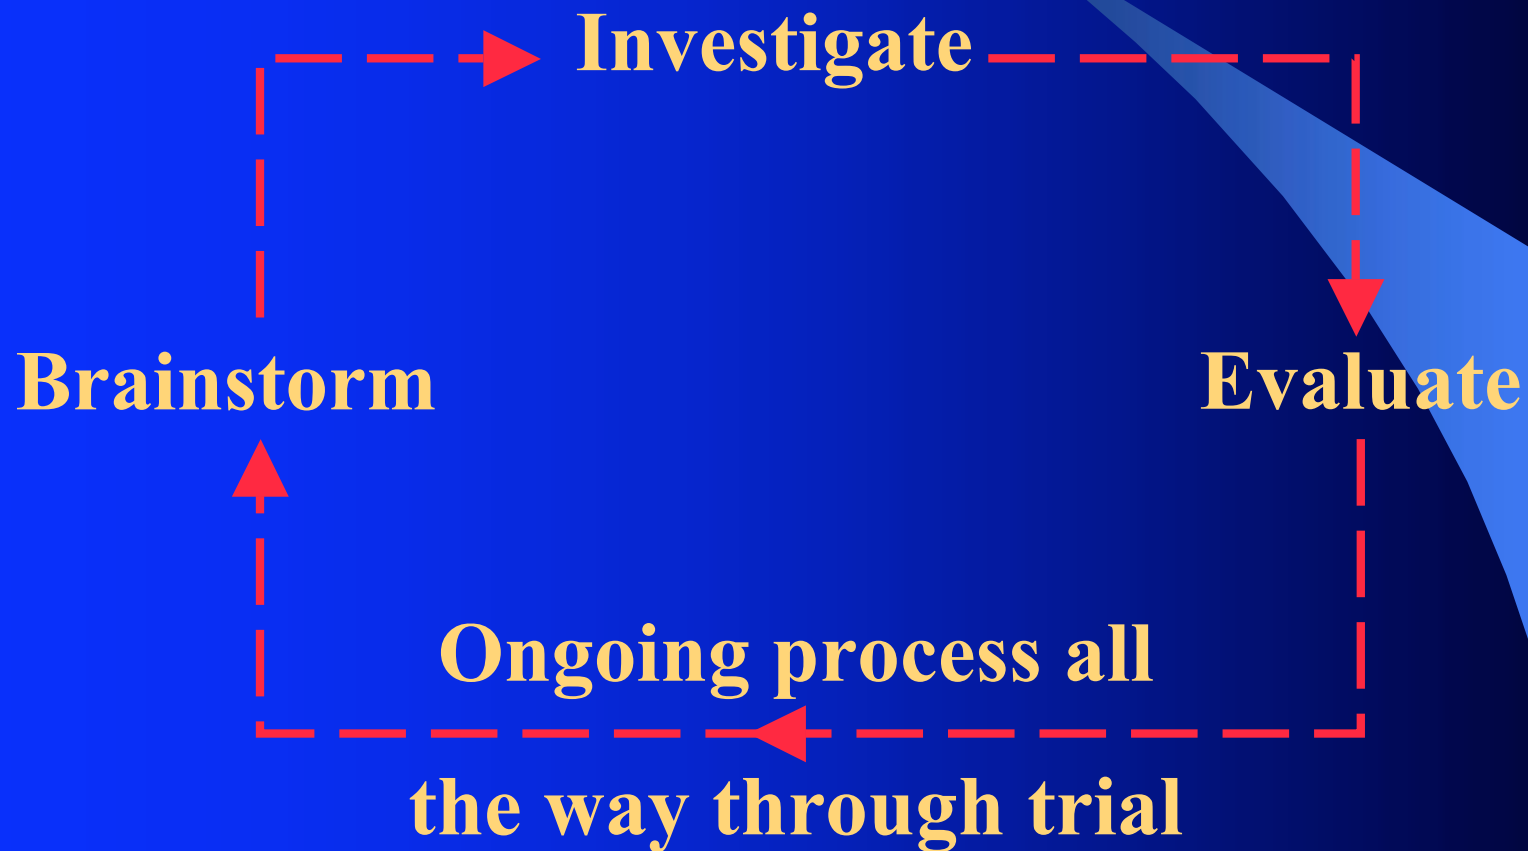 Investigate
Brainstorm
Evaluate
Ongoing process all
the way through trial